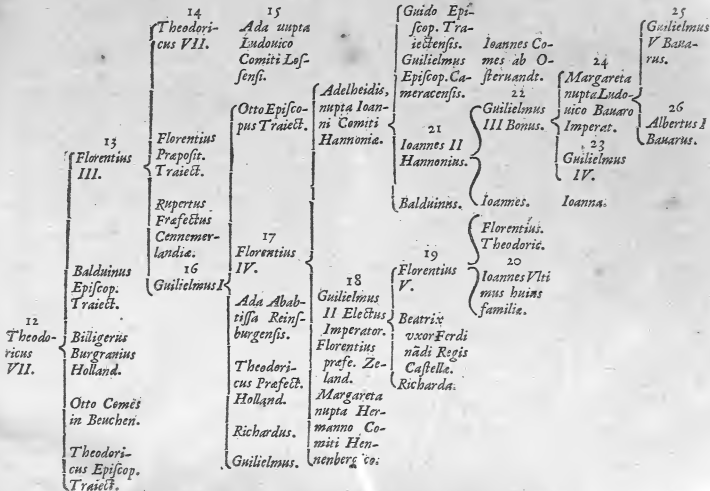 12
Theodo-
ricus
VII.
13
Florentius
III.
Balduinus
Episcop.
Traiect.
Billigerus
Burgranius
Holland.
Otto Comes
in Beuchen.
Theodori-
cus Episcop.
Traiect.
14
Theodori-
cus VII.
Florentius
Præposit.
Traiect.
Rupertus
Præfectus
Cennemer-
landiæ.
16
Guilielmus I
15
Ada nupta
Ludouico
Comiti Los-
sensi.
Otto Episco-
pus Traiect.
17
Florentius
IV.
Ada Abab-
tissa Reins-
burgensis.
Theodori-
cus Præfect.
Holland.
Richardus.
Guilielmus.
Adelheidis,
nupta Ioan-
ni Comiti
Hannoniæ.
18
Guilielmus
II Electus
Imperator.
Florentius
præfe. Ze-
land.
Margareta
nupta Her-
manno Co-
miti Hen-
nenberg co:
Guido Epi-
scop. Tra-
iectensis.
Guilielmus
Episcop. Ca-
meracensis.
21
Ioannes II
Hannonius.
Balduinus.
19
Florentius
V.
Beatrix
vxor Ferdi
nādi Regis
Castellæ.
Richarda.
Ioannes Co-
mes ab O-
steruandt.
22
Guilielmus
III Bonus.
Ioannes.
Florentius.
Theodoric.
20
Ioannes Vlti
mus huius
familiæ.
24
Margareta
nupta Ludo-
uico Bauaro
Imperat.
23
Guilielmus
IV.
Ioanna.
25
Guilielmus
V Baua-
rus.
26
Albertus I
Bauarus.